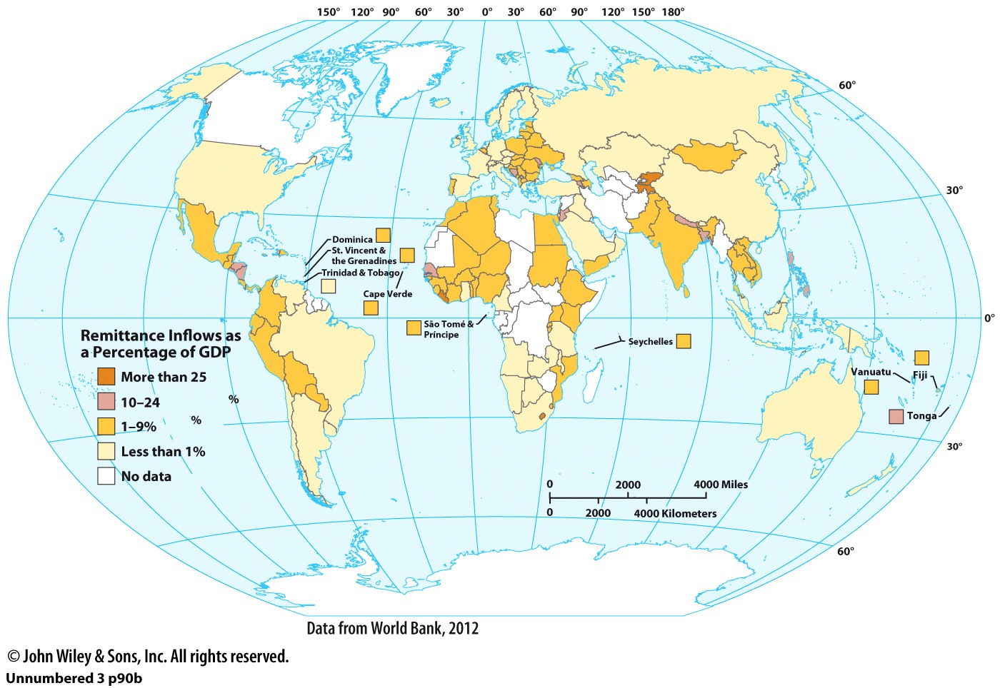 150° 120° 90° 60° 30° 0° 30° 60° 90° 120° 150° 180°
60°
30°
Dominica
St. Vincent &
the Grenadines
Trinidad & Tobago
Cape Verde
0°
São Tomé &
Príncipe
Seychelles
Vanuatu
Fiji
Tonga
Remittance Inflows as
a Percentage of GDP
More than 25
10–24
%
1–9%
%
Less than 1%
No data
30°
0 2000 4000 Miles
0 2000 4000 Kilometers
60°
Data from World Bank, 2012
© John Wiley & Sons, Inc. All rights reserved.
Unnumbered 3 p90b